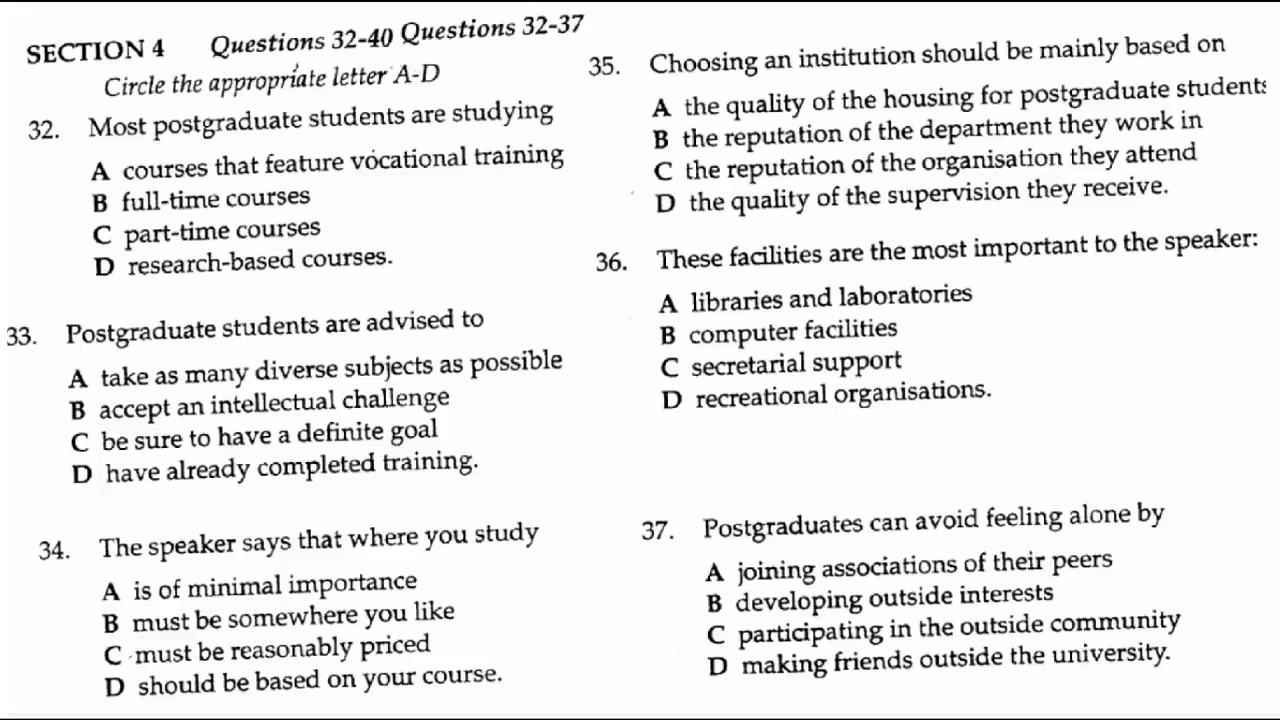 SECTION 4 Questions 32-40 Questions 32-37
Circle the appropriate letter A-D
32. Most postgraduate students are studying
A courses that feature vocational training
B full-time courses
C part-time courses
D research-based courses.
33. Postgraduate students are advised to
A take as many diverse subjects as possible
B accept an intellectual challenge
C be sure to have a definite goal
D have already completed training.
34. The speaker says that where you study
A is of minimal importance
B must be somewhere you like
C must be reasonably priced
D should be based on your course.
35. Choosing an institution should be mainly based on
A the quality of the housing for postgraduate students
B the reputation of the department they work in
C the reputation of the organisation they attend
D the quality of the supervision they receive.
36. These facilities are the most important to the speaker:
A libraries and laboratories
B computer facilities
C secretarial support
D recreational organisations.
37. Postgraduates can avoid feeling alone by
A joining associations of their peers
B developing outside interests
C participating in the outside community
D making friends outside the university.